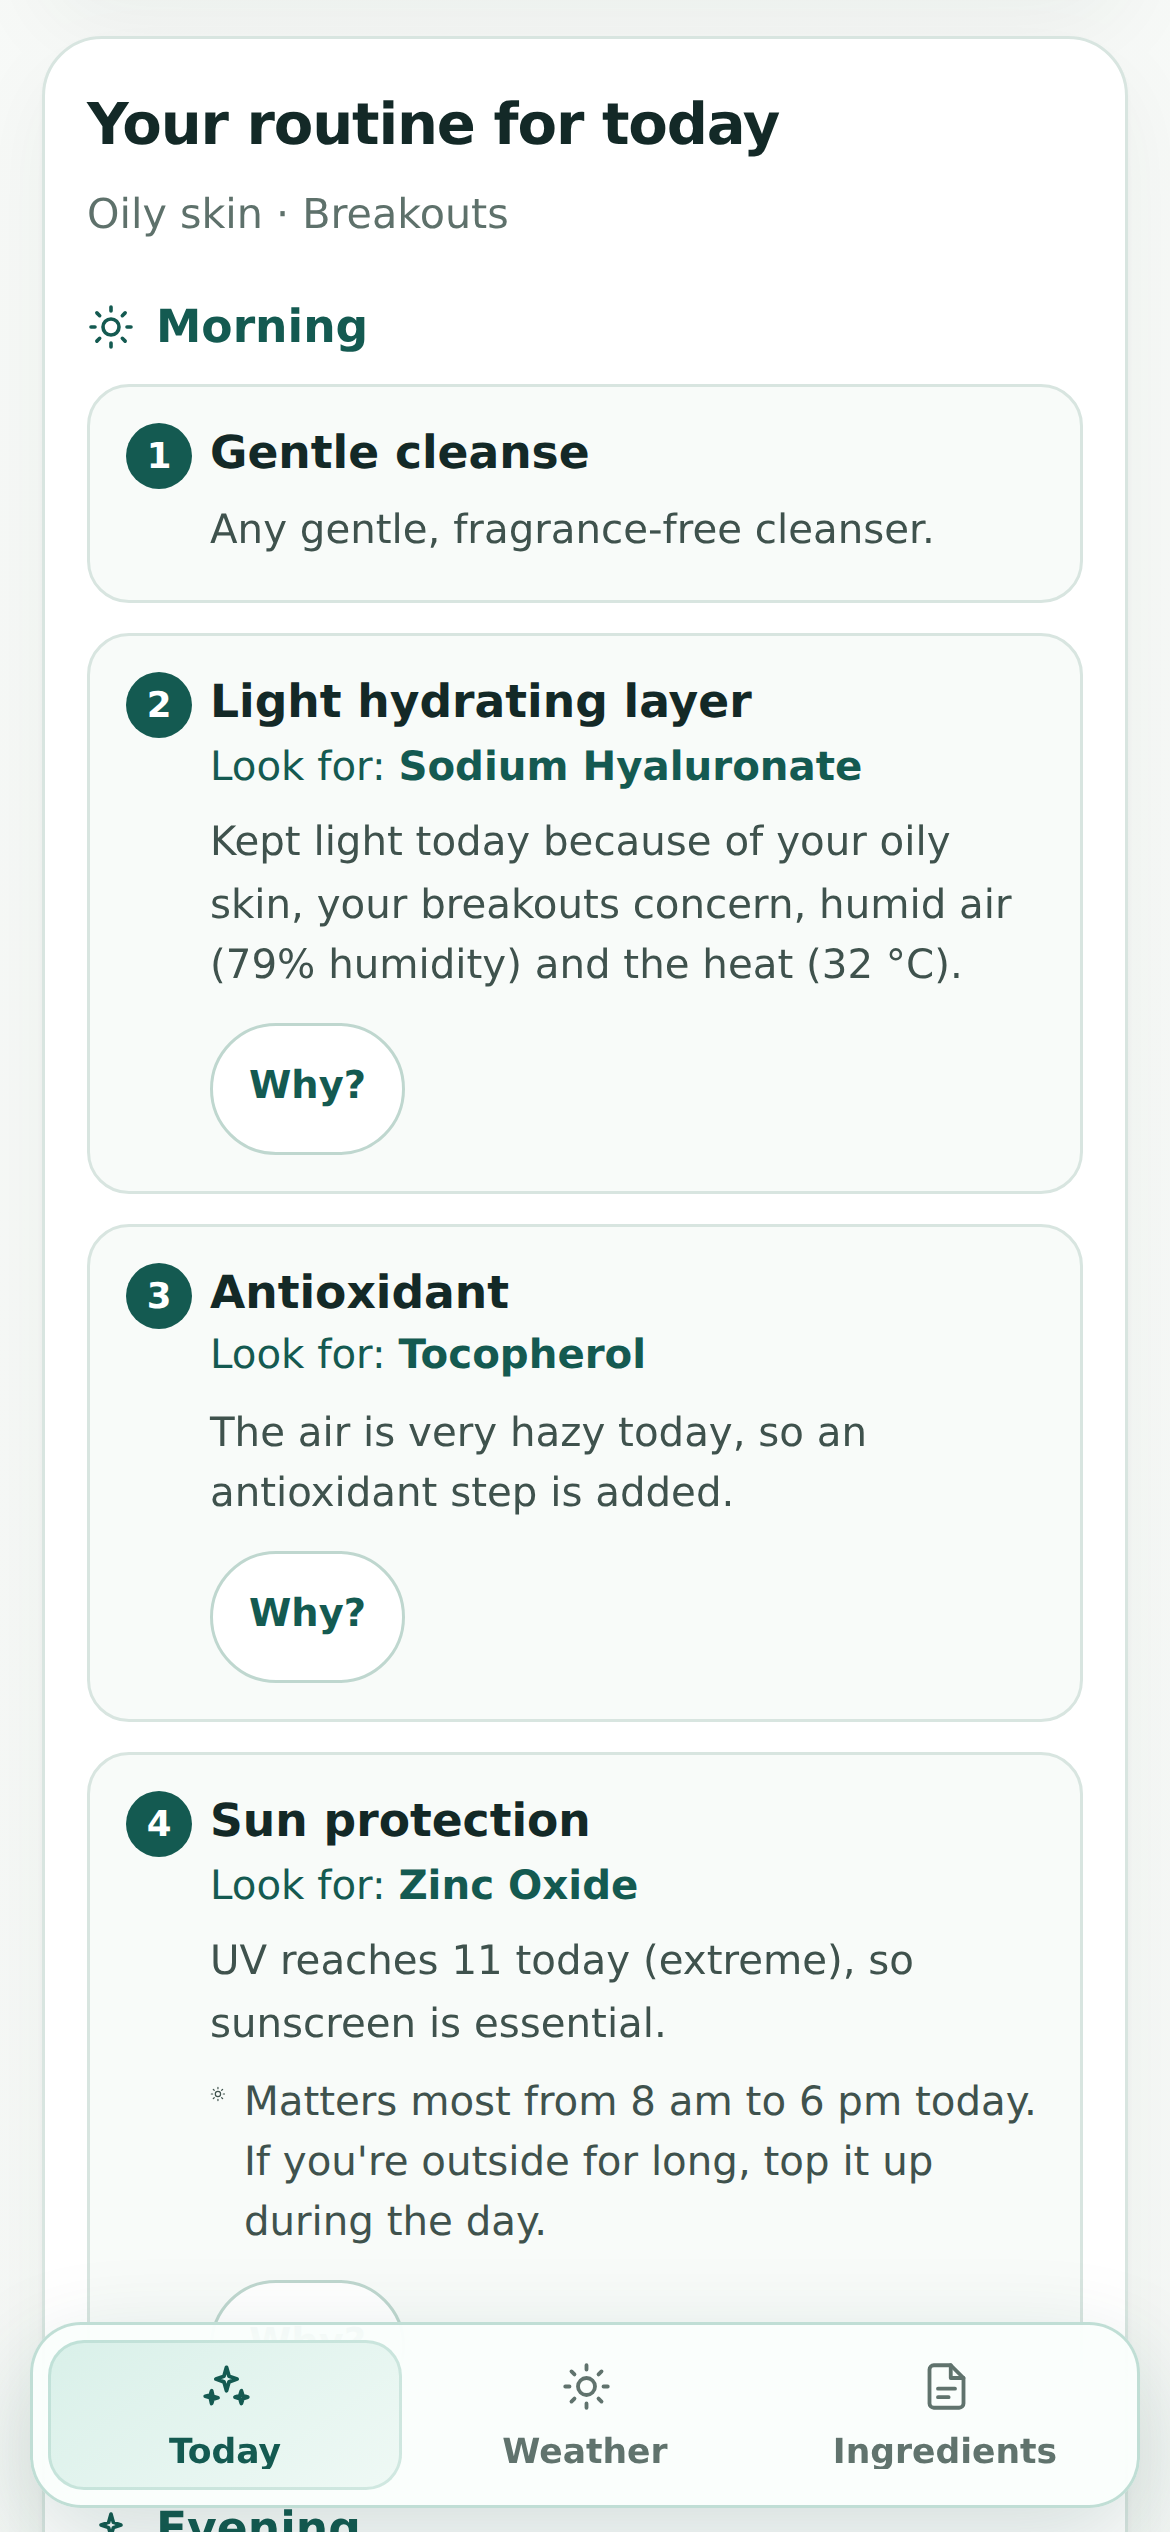 Your routine for today
Oily skin · Breakouts
Morning
1 Gentle cleanse
Any gentle, fragrance-free cleanser.
2 Light hydrating layer
Look for: Sodium Hyaluronate
Kept light today because of your oily
skin, your breakouts concern, humid air
(79% humidity) and the heat (32 °C).
Why?
3 Antioxidant
Look for: Tocopherol
The air is very hazy today, so an
antioxidant step is added.
Why?
4 Sun protection
Look for: Zinc Oxide
UV reaches 11 today (extreme), so
sunscreen is essential.
Matters most from 8 am to 6 pm today.
If you're outside for long, top it up
during the day.
Why?
Today
Weather
Ingredients
Evening